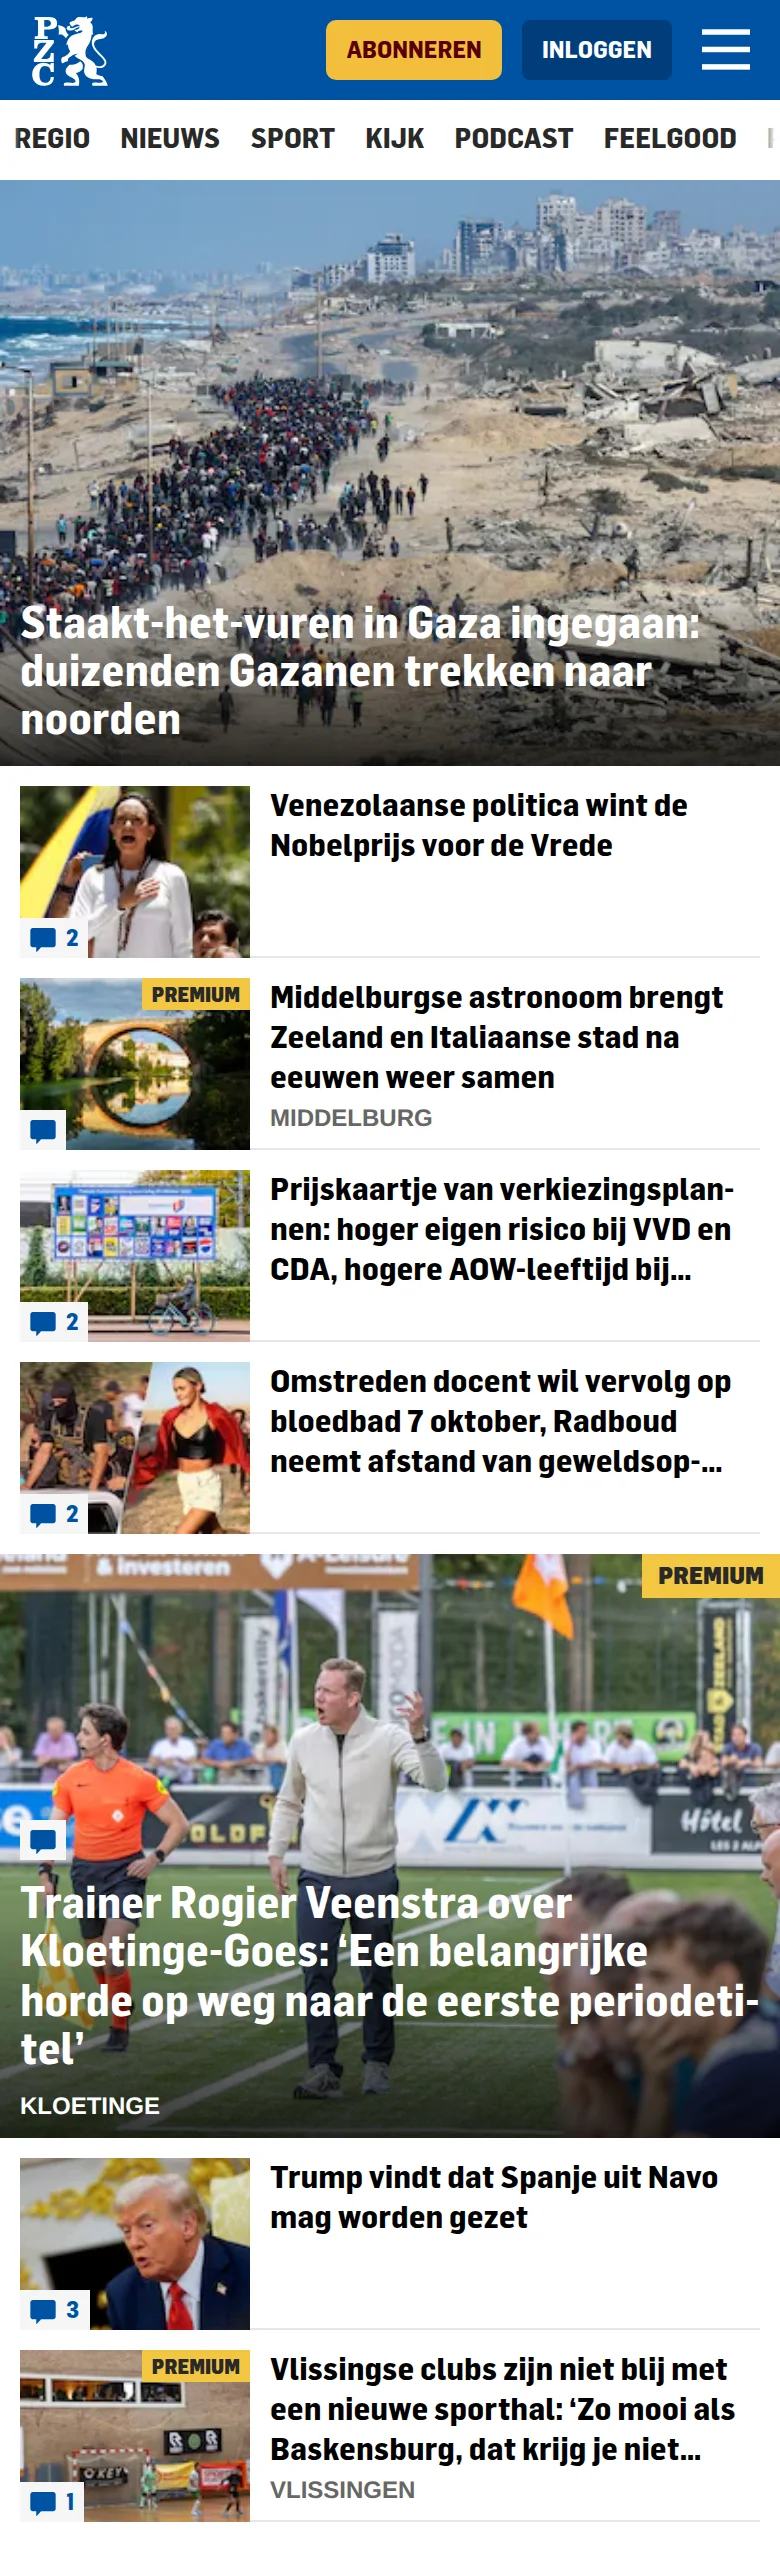 PZC
ABONNEREN
INLOGGEN
REGIO NIEUWS SPORT KIJK PODCAST FEELGOOD
Staakt-het-vuren in Gaza ingegaan:
duizenden Gazanen trekken naar
noorden
Venezolaanse politica wint de
Nobelprijs voor de Vrede
2
PREMIUM
Middelburgse astronoom brengt
Zeeland en Italiaanse stad na
eeuwen weer samen
MIDDELBURG
Prijskaartje van verkiezingsplan-
nen: hoger eigen risico bij VVD en
CDA, hogere AOW-leeftijd bij...
2
Omstreden docent wil vervolg op
bloedbad 7 oktober, Radboud
neemt afstand van geweldsop-...
2
& investeren
PREMIUM
Hôtel
Trainer Rogier Veenstra over
Kloetinge-Goes: ‘Een belangrijke
horde op weg naar de eerste periodeti-
tel’
KLOETINGE
Trump vindt dat Spanje uit Navo
mag worden gezet
3
PREMIUM
Vlissingse clubs zijn niet blij met
een nieuwe sporthal: ‘Zo mooi als
Baskensburg, dat krijg je niet...
VLISSINGEN
1